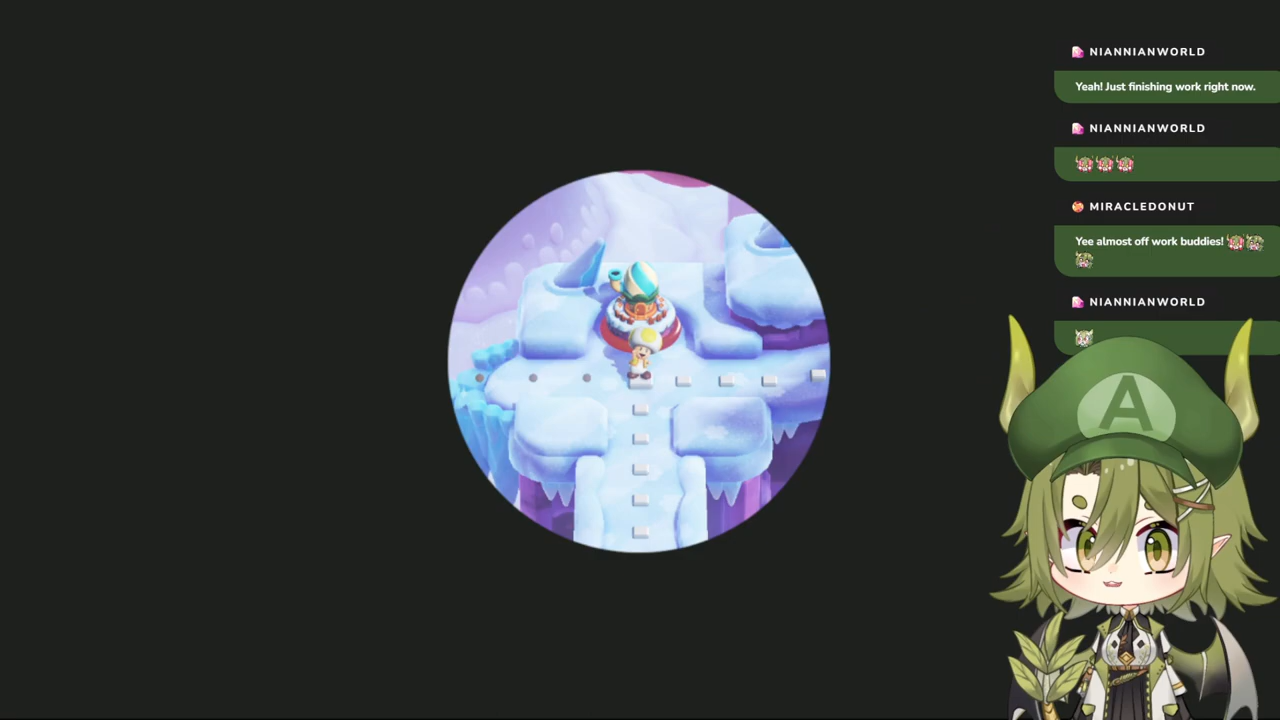 NIANNIANWORLD
Yeah! Just finishing work right now.
NIANNIANWORLD
MIRACLEDONUT
Yee almost off work buddies!
NIANNIANWORLD
A